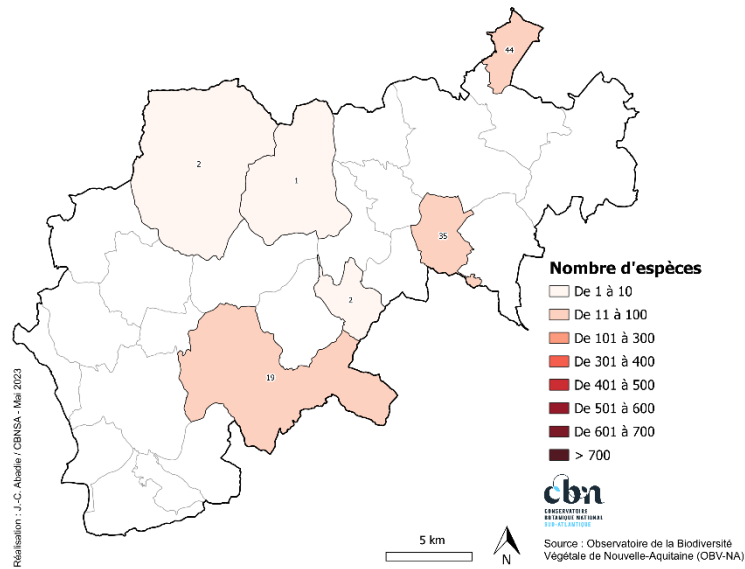 44
2
1
35
2
19
Nombre d'espèces
De 1 à 10
De 11 à 100
De 101 à 300
De 301 à 400
De 401 à 500
De 501 à 600
De 601 à 700
> 700
cbn
CONSERVATOIRE
BOTANIQUE NATIONAL
SUD-ATLANTIQUE
5 km
N
Source : Observatoire de la Biodiversité
Végétale de Nouvelle-Aquitaine (OBV-NA)
Réalisation : J.-C. Abadie / CBNSA - Mai 2023